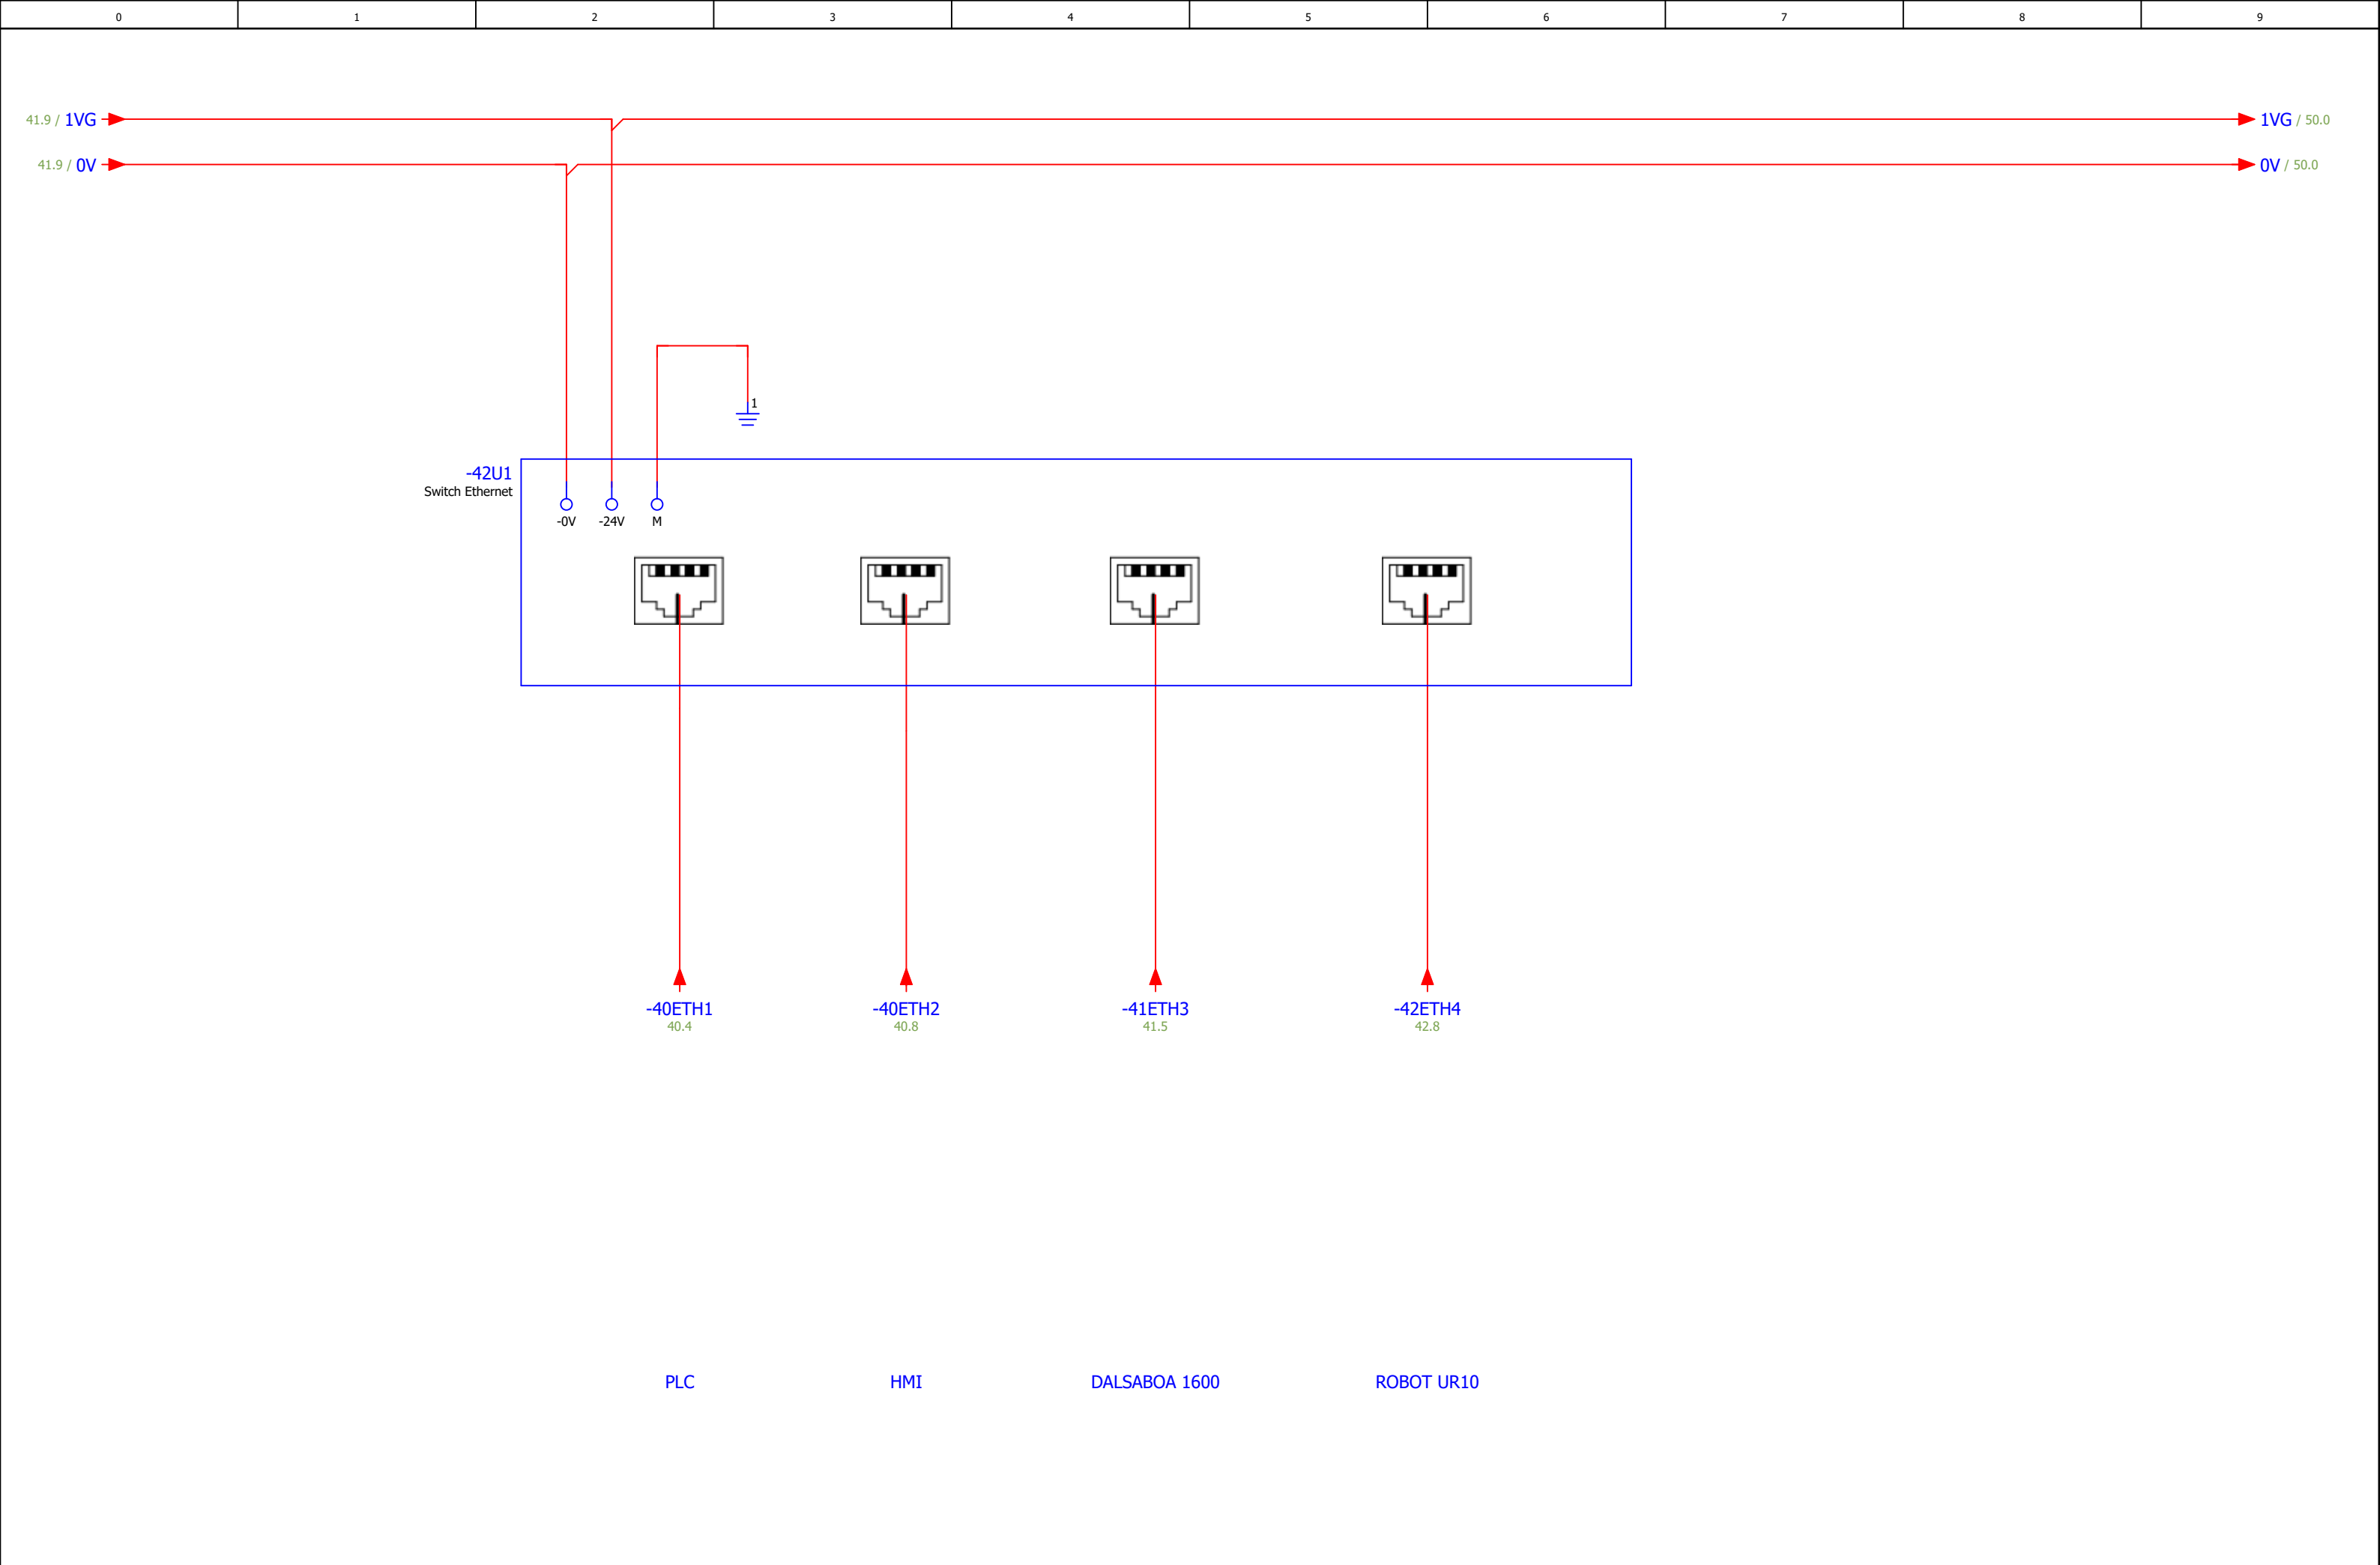 0 1 2 3 4 5 6 7 8 9
41.9 / 1VG 1VG / 50.0
41.9 / 0V 0V / 50.0
1
-42U1
Switch Ethernet
-0V -24V M
-40ETH1 -40ETH2 -41ETH3 -42ETH4
40.4 40.8 41.5 42.8
PLC HMI DALSABOA 1600 ROBOT UR10